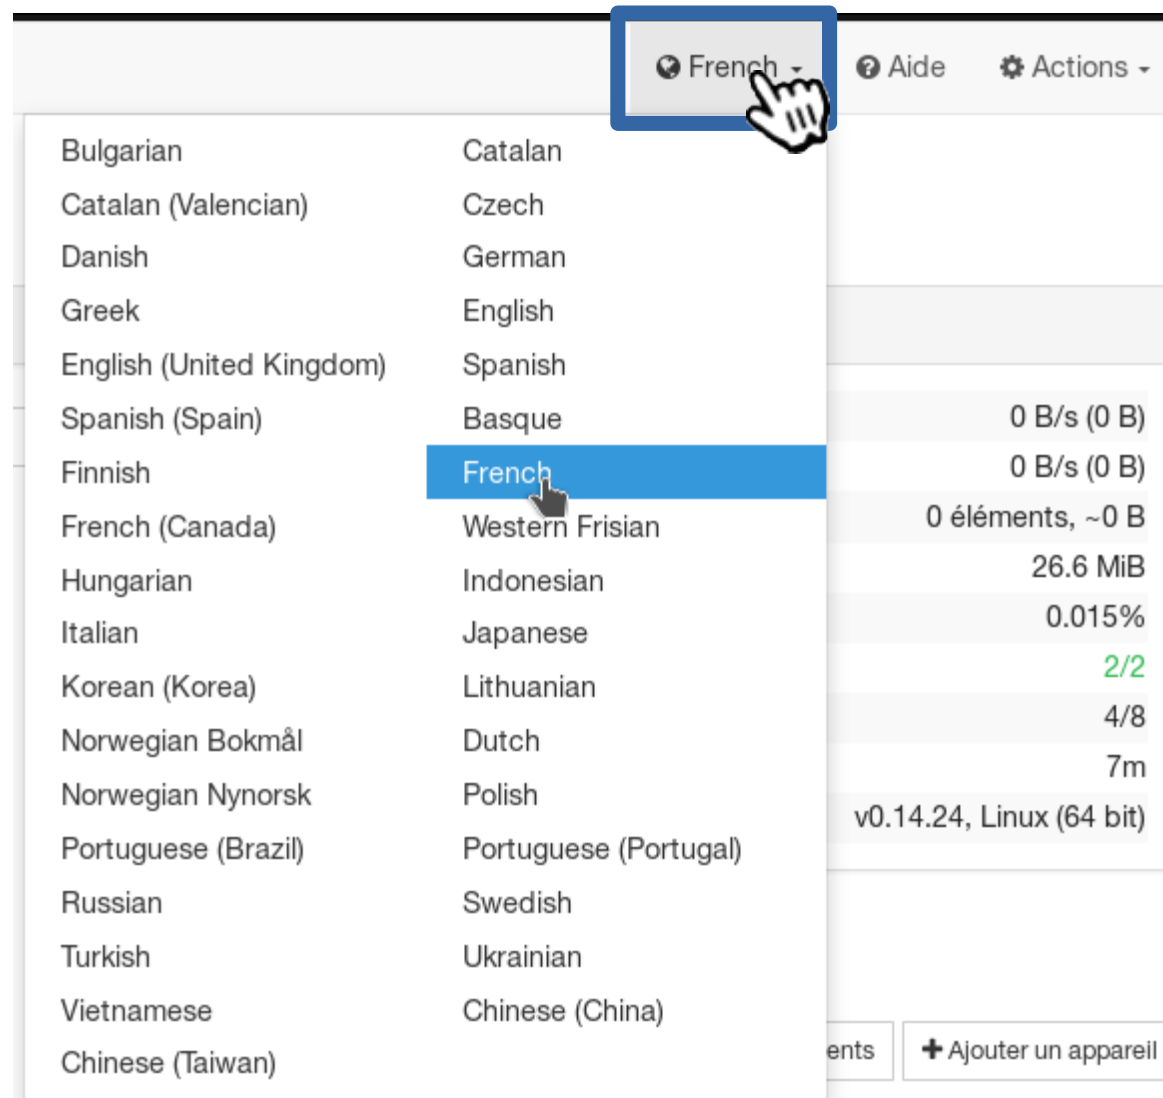 French
Aide
Actions
Bulgarian
Catalan
Catalan (Valencian)
Czech
Danish
German
Greek
English
English (United Kingdom)
Spanish
Spanish (Spain)
Basque
Finnish
French
French (Canada)
Western Frisian
Hungarian
Indonesian
Italian
Japanese
Korean (Korea)
Lithuanian
Norwegian Bokmål
Dutch
Norwegian Nynorsk
Polish
Portuguese (Brazil)
Portuguese (Portugal)
Russian
Swedish
Turkish
Ukrainian
Vietnamese
Chinese (China)
Chinese (Taiwan)
0 B/s (0 B)
0 B/s (0 B)
0 éléments, ~0 B
26.6 MiB
0.015%
2/2
4/8
7m
v0.14.24, Linux (64 bit)
ents
Ajouter un appareil